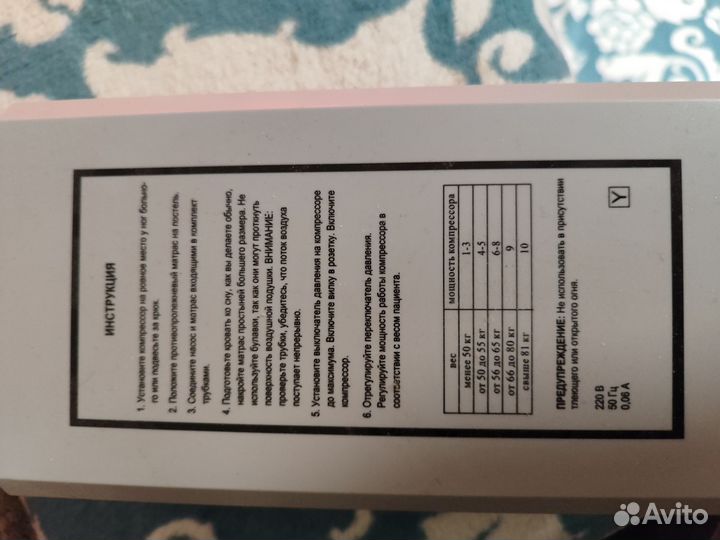 ИНСТРУКЦИЯ
1. Установите компрессор на ровное место у ног больно-
го или подвесьте за крюк.
2. Положите противопролежневый матрас на постель.
3. Соедините насос и матрас входящими в комплект
трубками.
4. Подготовьте кровать ко сну, как вы делаете обычно,
накройте матрас простыней большего размера. Не
используйте булавки, так как они могут проткнуть
поверхность воздушной подушки. ВНИМАНИЕ:
проверьте трубки, убедитесь, что поток воздуха
поступает непрерывно.
5. Установите выключатель давления на компрессоре
до максимума. Включите вилку в розетку. Включите
компрессор.
6. Отрегулируйте переключатель давления.
Регулируйте мощность работы компрессора в
соответствии с весом пациента.
вес мощность компрессора
менее 50 кг 1-3
от 50 до 55 кг 4-5
от 56 до 65 кг 6-8
от 66 до 80 кг 9
свыше 81 кг 10
ПРЕДУПРЕЖДЕНИЕ: Не использовать в присутствии
тлеющего или открытого огня.
220 В
50 Гц
0,06 А
Y
Avito